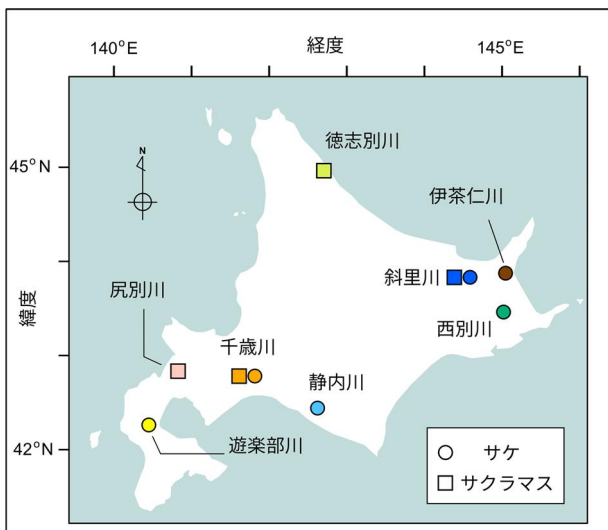 140°E
経度
145°E
45°N
緯度
42°N
N
徳志別川
伊茶仁川
斜里川
西別川
尻別川
千歳川
静内川
遊楽部川
サケ
サクラマス